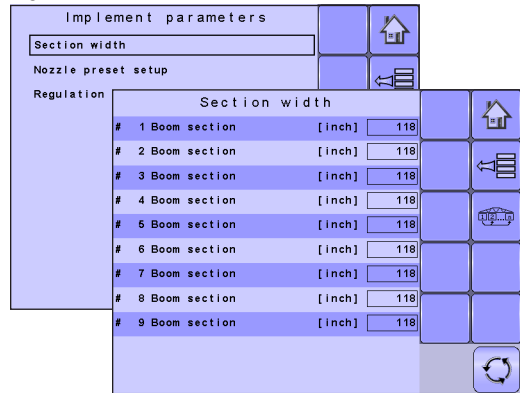 Implement parameters
Section width
Nozzle preset setup
Regulation
Section width
# 1 Boom section [inch] 118
# 2 Boom section [inch] 118
# 3 Boom section [inch] 118
# 4 Boom section [inch] 118
# 5 Boom section [inch] 118
# 6 Boom section [inch] 118
# 7 Boom section [inch] 118
# 8 Boom section [inch] 118
# 9 Boom section [inch] 118